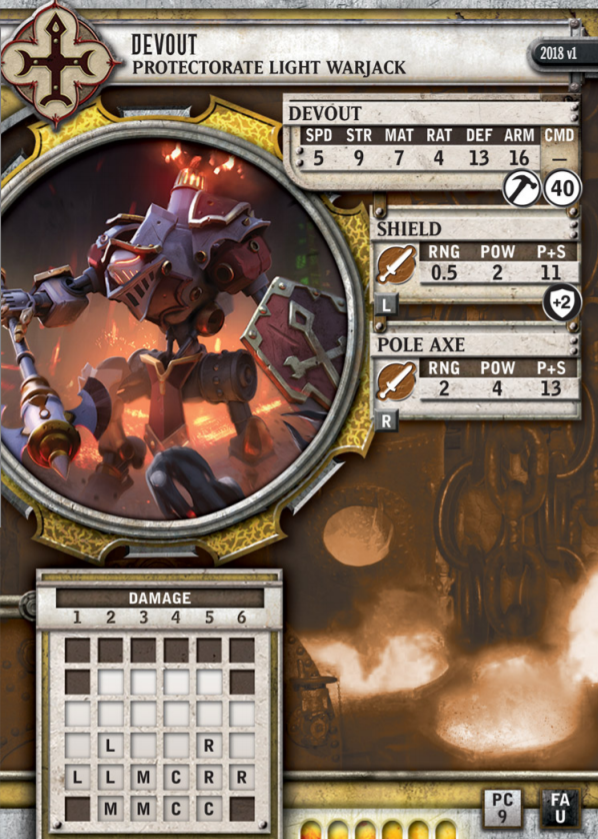 DEVOUT
PROTECTORATE LIGHT WARJACK
2018 v1
DEVOUT
SPD STR MAT RAT DEF ARM CMD
5 9 7 4 13 16 —
40
SHIELD
RNG POW P+S
0.5 2 11
L
+2
POLE AXE
RNG POW P+S
2 4 13
R
DAMAGE
1 2 3 4 5 6
L R
L L M C R R
M M C C
PC
9
FA
U